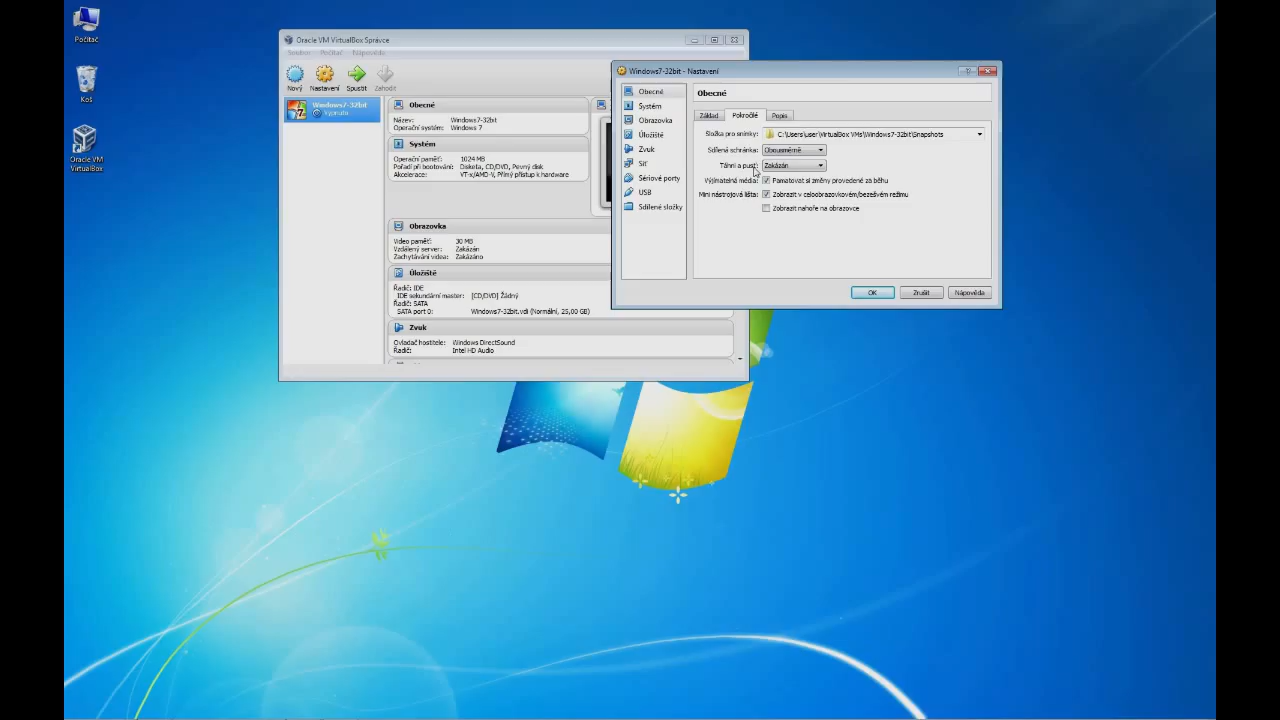 Počítač
Koš
Oracle VM
VirtualBox
Oracle VM VirtualBox Správce
Soubor Počítač Nápověda
Nový Nastavení Spustit Zahodit
Windows7-32bit
Vypnuto
Obecné
Název: Windows7-32bit
Operační systém: Windows 7
Systém
Operační paměť: 1024 MB
Pořadí při bootování: Disketa, CD/DVD, Pevný disk
Akcelerace: VT-x/AMD-V, Přímý přístup k hardware
Obrazovka
Video paměť: 30 MB
Vzdálený server: Zakázán
Zachytávání videa: Zakázáno
Úložiště
Řadič: IDE
IDE sekundární master: [CD/DVD] Žádný
Řadič: SATA
SATA port 0: Windows7-32bit.vdi (Normální, 25,00 GB)
Zvuk
Ovladač hostitele: Windows DirectSound
Řadič: Intel HD Audio
Windows7-32bit - Nastavení
Obecné
Systém
Obrazovka
Úložiště
Zvuk
Síť
Sériové porty
USB
Sdílené složky
Obecné
Základ Pokročilé Popis
Složka pro snímky: C:\Users\user\VirtualBox VMs\Windows7-32bit\Snapshots
Sdílená schránka: Obousměrně
Táhni a pusť: Zakázán
Vyjímatelná média: Pamatovat si změny provedené za běhu
Mini nástrojová lišta: Zobrazit v celoobrazovkovém/bezešvém režimu
Zobrazit nahoře na obrazovce
OK Zrušit Nápověda